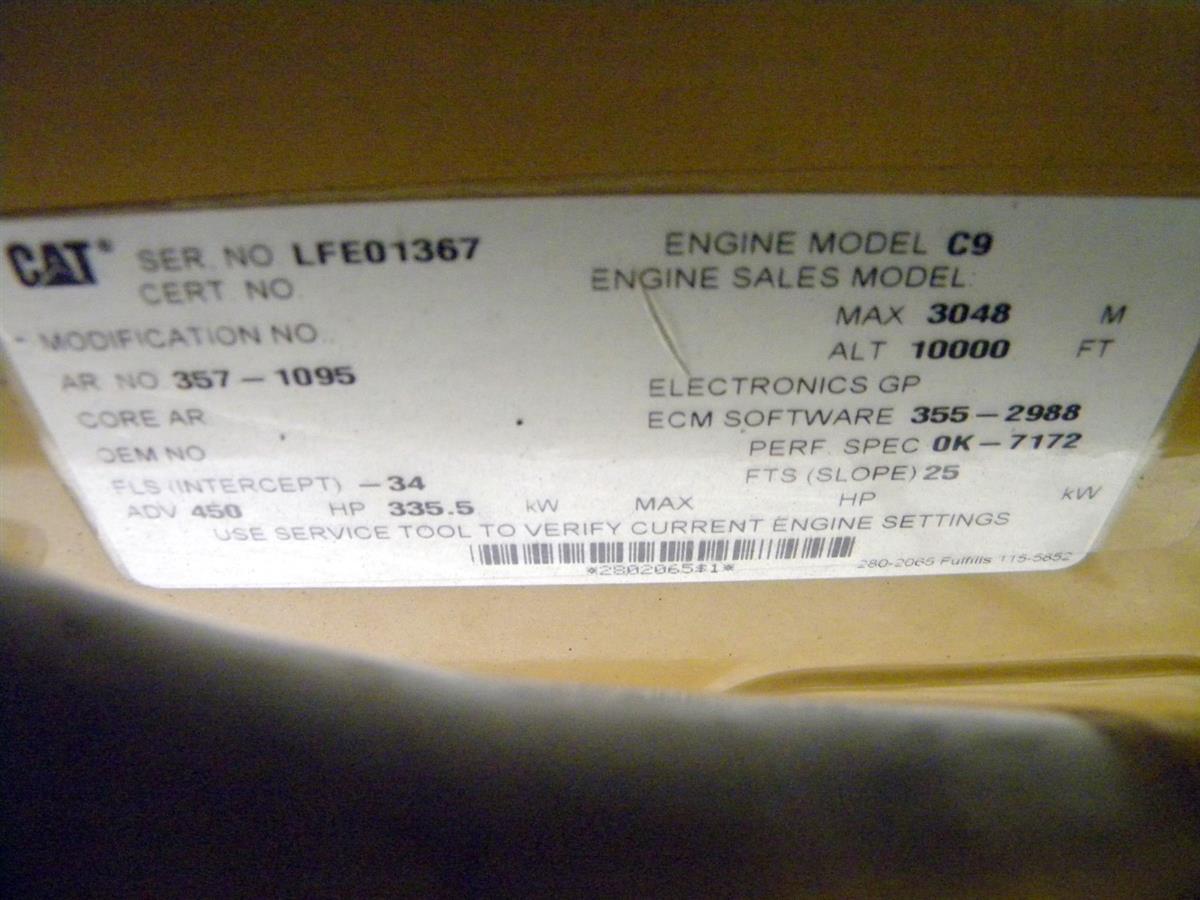 CAT® SER. NO LFE01367 ENGINE MODEL C9
CERT. NO. ENGINE SALES MODEL:
MODIFICATION NO. MAX 3048 M
ALT 10000 FT
AR NO 357-1095 ELECTRONICS GP
CORE AR ECM SOFTWARE 355-2988
OEM NO PERF. SPEC 0K-7172
FLS (INTERCEPT) -34 FTS (SLOPE) 25
ADV 450 HP 335.5 kW MAX HP kW
USE SERVICE TOOL TO VERIFY CURRENT ENGINE SETTINGS
*2802065$1* 280-2065 Fulfills 115-5852